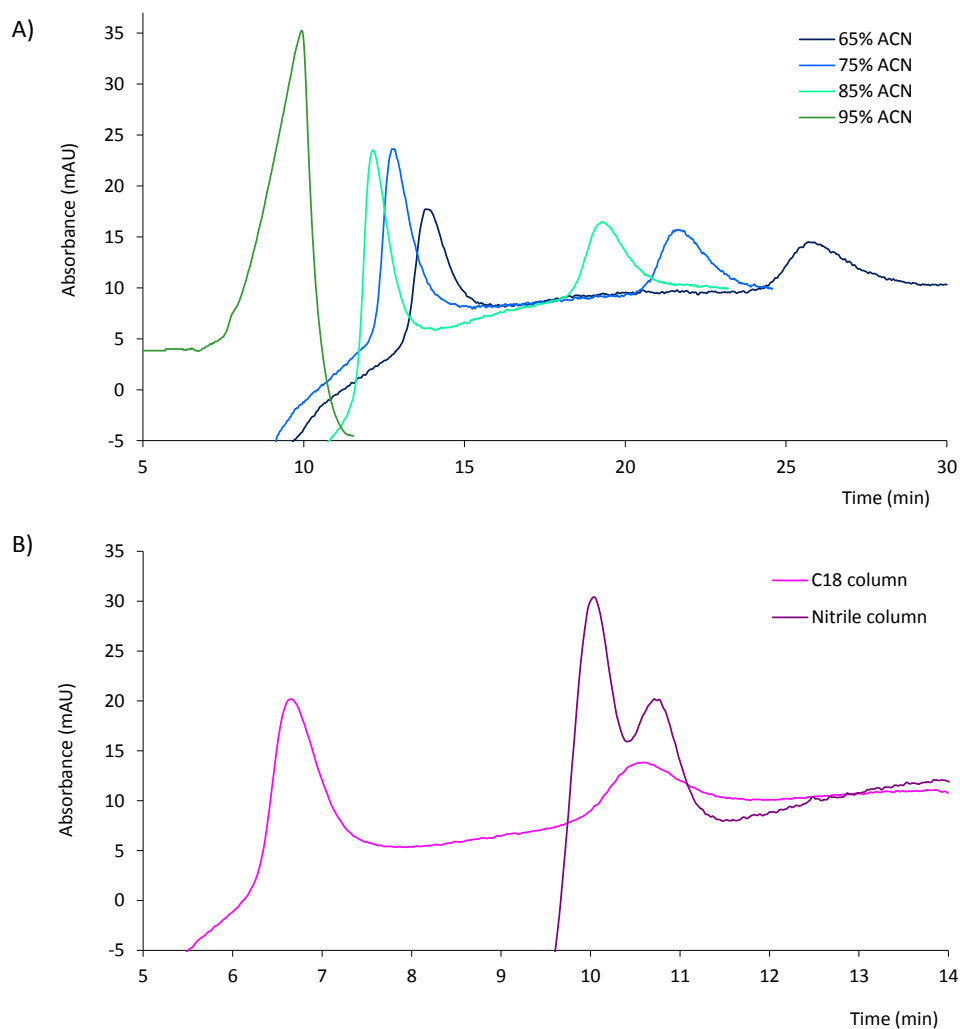 A)
Absorbance (mAU)
35
30
25
20
15
10
5
0
-5
65% ACN
75% ACN
85% ACN
95% ACN
5 10 15 20 25 30
Time (min)
B)
Absorbance (mAU)
35
30
25
20
15
10
5
0
-5
C18 column
Nitrile column
5 6 7 8 9 10 11 12 13 14
Time (min)